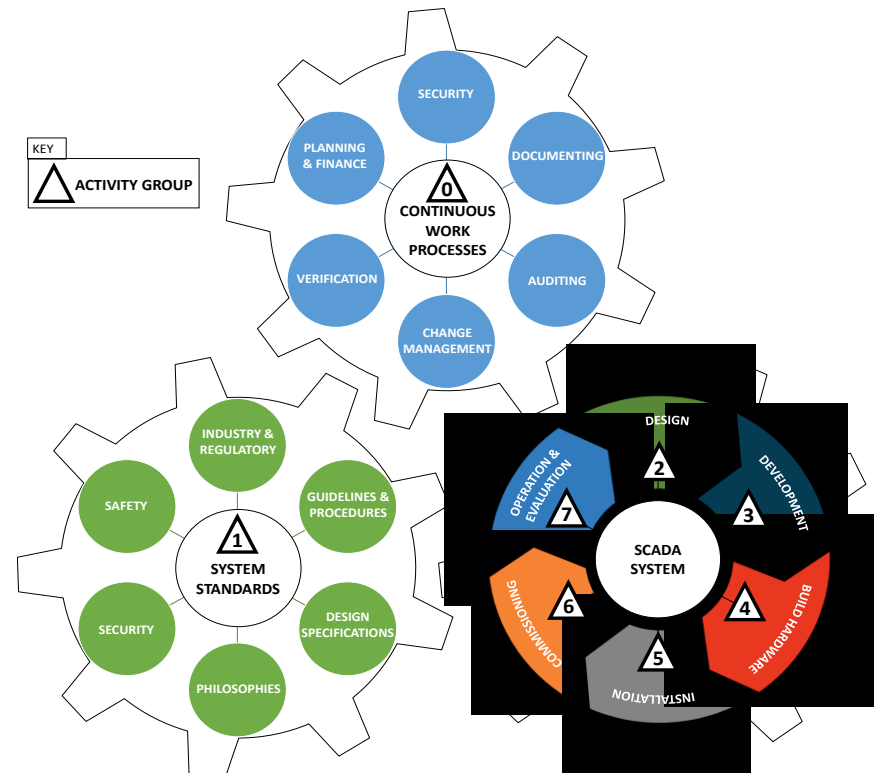 KEY
ACTIVITY GROUP
SECURITY
PLANNING
& FINANCE
DOCUMENTING
0
CONTINUOUS
WORK
PROCESSES
VERIFICATION
AUDITING
CHANGE
MANAGEMENT
INDUSTRY &
REGULATORY
SAFETY
GUIDELINES &
PROCEDURES
1
SYSTEM
STANDARDS
SECURITY
DESIGN
SPECIFICATIONS
PHILOSOPHIES
DESIGN
2
DEVELOPMENT
3
BUILD HARDWARE
4
INSTALLATION
5
COMMISSIONING
6
OPERATION &
EVALUATION
7
SCADA
SYSTEM